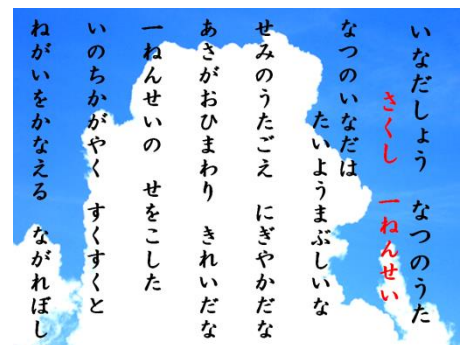 いなだしょう　なつのうた
さくし　一ねんせい
なつのいなだは
たいようまぶしいな
せみのうたごえ　にぎやかだな
あさがおひまわり　きれいだな
一ねんせいの　せをこした
いのちかがやく　すくすくと
ねがいをかなえる　ながれぼし